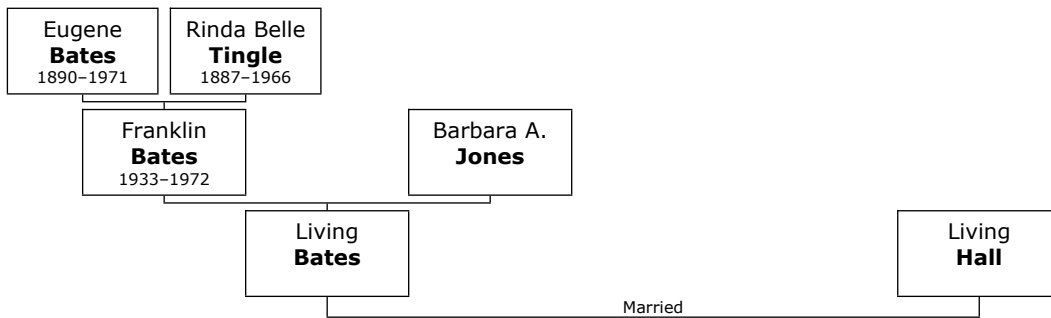 Eugene
Bates
1890–1971
Rinda Belle
Tingle
1887–1966
Franklin
Bates
1933–1972
Barbara A.
Jones
Living
Bates
Living
Hall
Married